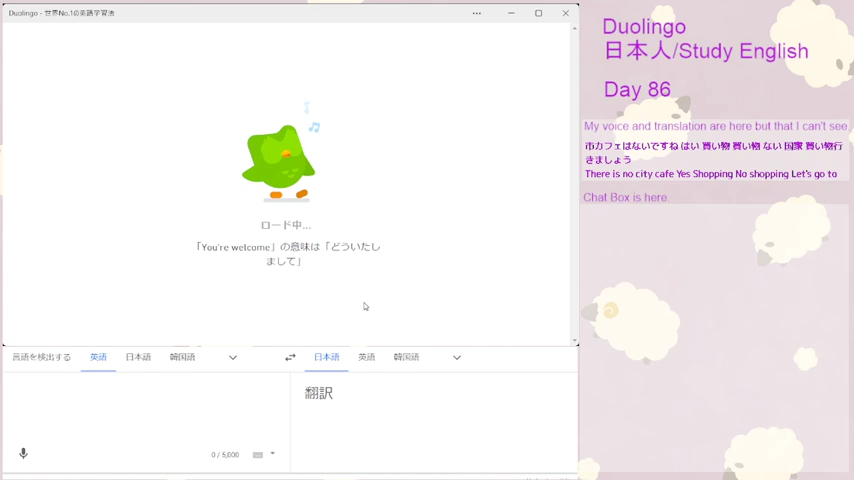 Duolingo - 世界No.1の英語学習法
ロード中...
「You're welcome」の意味は「どういたし
まして」
言語を検出する 英語 日本語 韓国語
日本語 英語 韓国語
翻訳
0 / 5,000
Duolingo
日本人/Study English
Day 86
My voice and translation are here but that I can't see
市カフェはないですね はい 買い物 買い物 ない 国家 買い物行
きましょう
There is no city cafe Yes Shopping No shopping Let's go to
Chat Box is here.